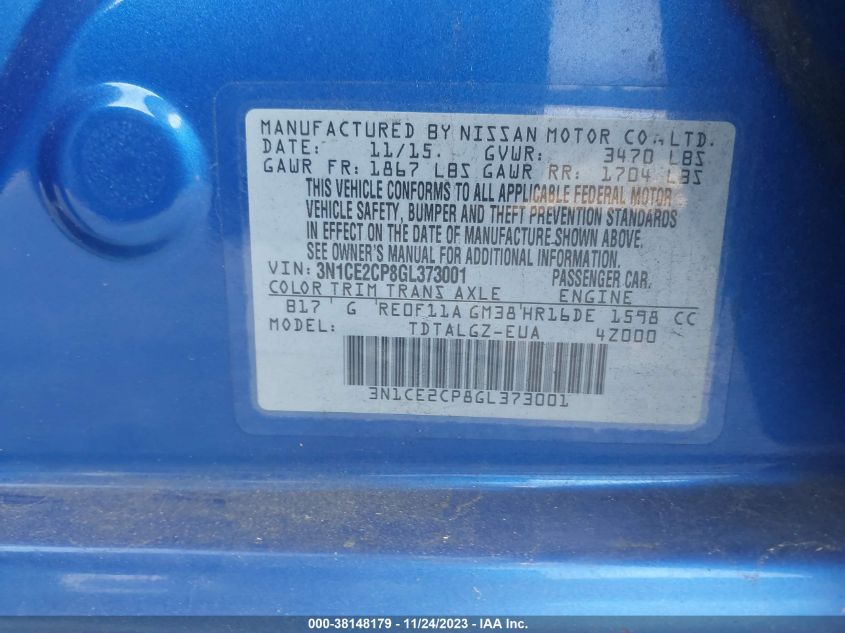 MANUFACTURED BY NISSAN MOTOR CO., LTD.
DATE: 11/15. GVWR: 3470 LBS
GAWR FR: 1867 LBS GAWR RR: 1704 LBS
THIS VEHICLE CONFORMS TO ALL APPLICABLE FEDERAL MOTOR
VEHICLE SAFETY, BUMPER AND THEFT PREVENTION STANDARDS
IN EFFECT ON THE DATE OF MANUFACTURE SHOWN ABOVE.
SEE OWNER'S MANUAL FOR ADDITIONAL INFORMATION.
VIN: 3N1CE2CP8GL373001 PASSENGER CAR.
COLOR TRIM TRANS AXLE ENGINE
B17 ' G 'RE0F11A GM38'HR16DE 1598 CC
MODEL: TDTALGZ-EUA 4Z000
3N1CE2CP8GL373001
000-38148179 - 11/24/2023 - IAA Inc.